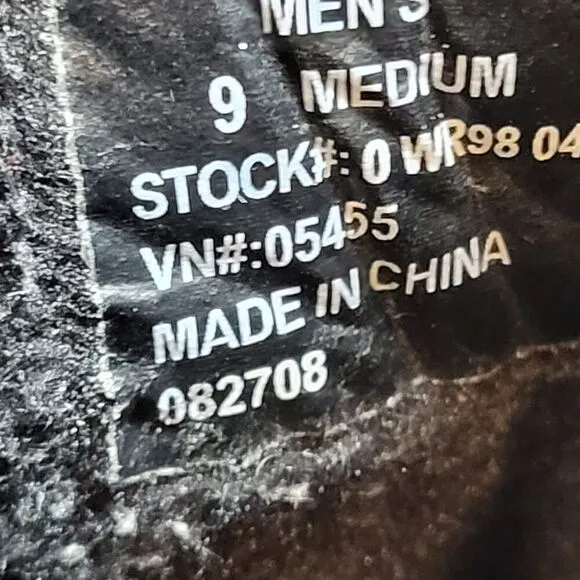 MEN'S
9 MEDIUM
STOCK#: 0 WR98 04
VN#:05455
MADE IN CHINA
082708